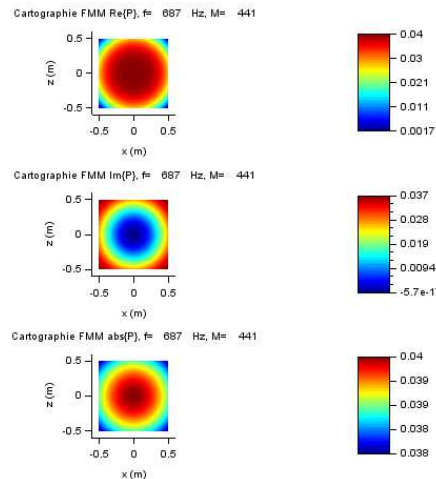 Cartographie FMM Re{P}, f= 687 Hz, M= 441
0.5
0
-0.5
z (m)
-0.5 0 0.5
x (m)
0.04
0.03
0.021
0.011
0.0017
Cartographie FMM Im{P}, f= 687 Hz, M= 441
0.5
0
-0.5
z (m)
-0.5 0 0.5
x (m)
0.037
0.028
0.019
0.0094
-5.7e-17
Cartographie FMM abs{P}, f= 687 Hz, M= 441
0.5
0
-0.5
z (m)
-0.5 0 0.5
x (m)
0.04
0.039
0.039
0.038
0.038